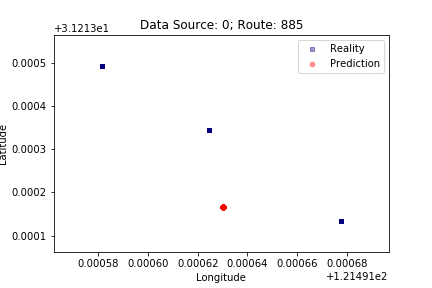 Data Source: 0; Route: 885
+3.1213e1
Reality
Prediction
0.0005
0.0004
0.0003
0.0002
0.0001
Latitude
0.00058
0.00060
0.00062
0.00064
0.00066
0.00068
Longitude
+1.21491e2